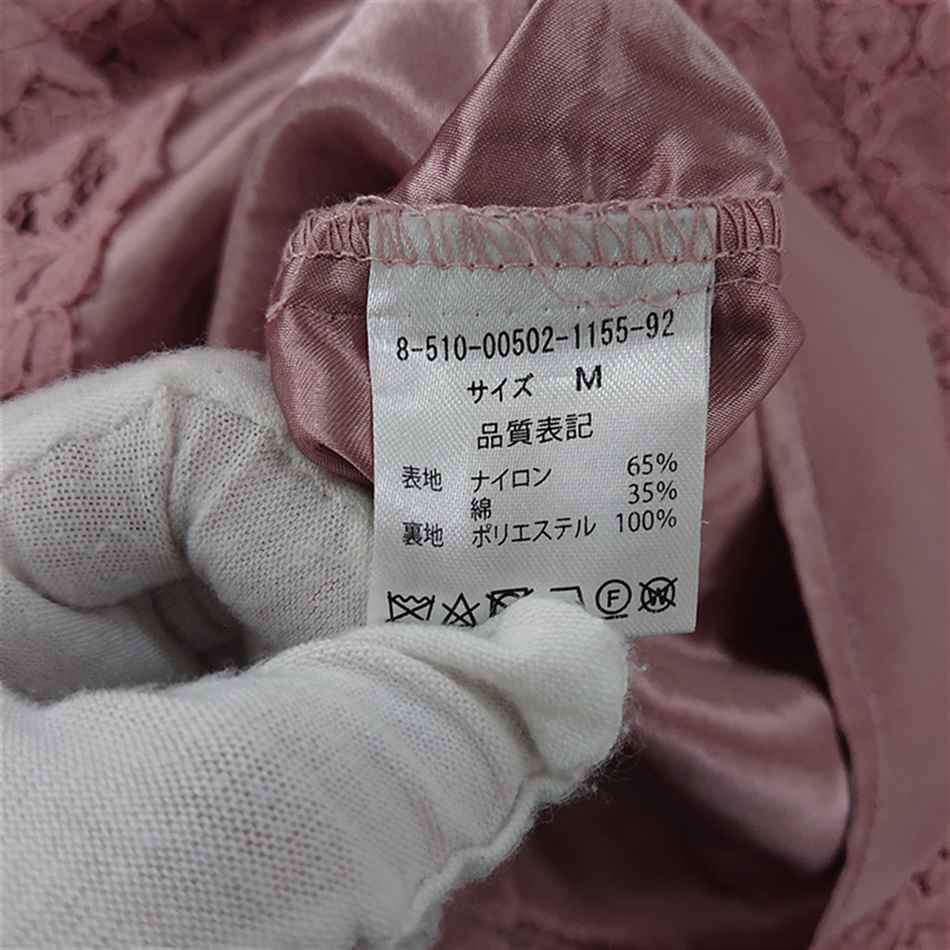 8-510-00502-1155-92
サイズ M
品質表記
表地 ナイロン 65%
綿 35%
裏地 ポリエステル 100%
F W